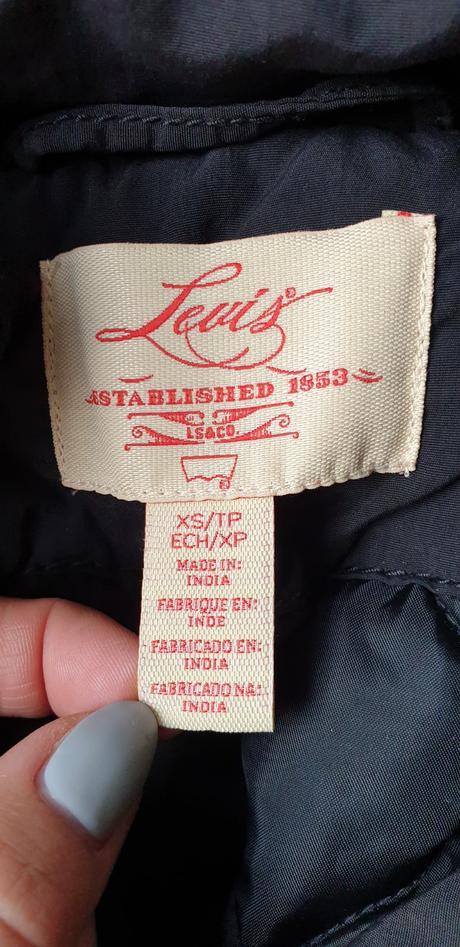 Levi's®
ESTABLISHED 1853
LS&CO.
®
XS/TP
ECH/XP
MADE IN:
INDIA
FABRIQUE EN:
INDE
FABRICADO EN:
INDIA
FABRICADO NA:
INDIA